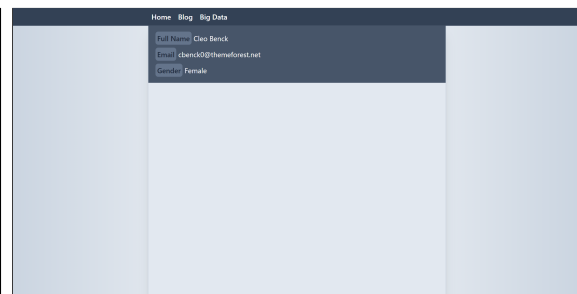 Home Blog Big Data
Full Name Cleo Benck
Email cbenck0@themeforest.net
Gender Female